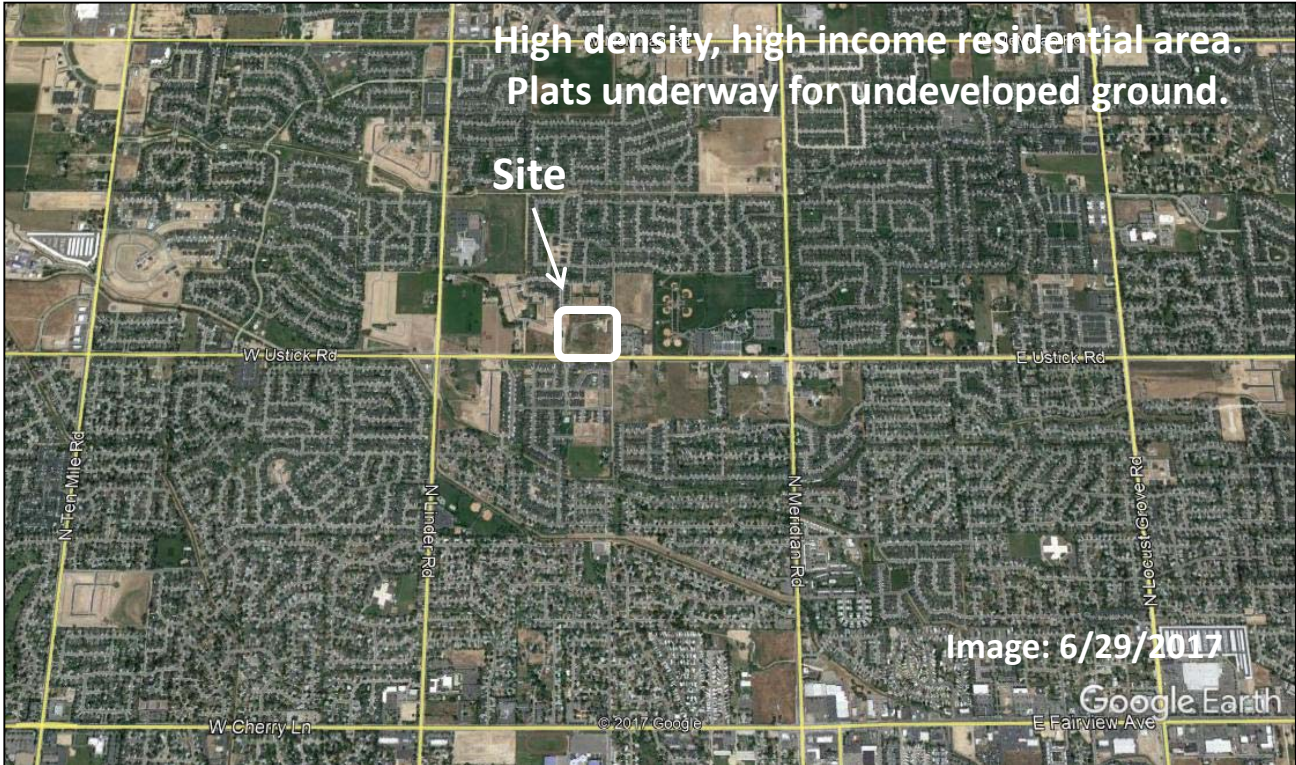 High density, high income residential area.
Plats underway for undeveloped ground.
Site
W Ustick Rd
E Ustick Rd
N Ten Mile Rd
N Linder Rd
N Meridian Rd
N Locust Grove Rd
Image: 6/29/2017
Google Earth
W Cherry Ln
© 2017 Google
E Fairview Ave